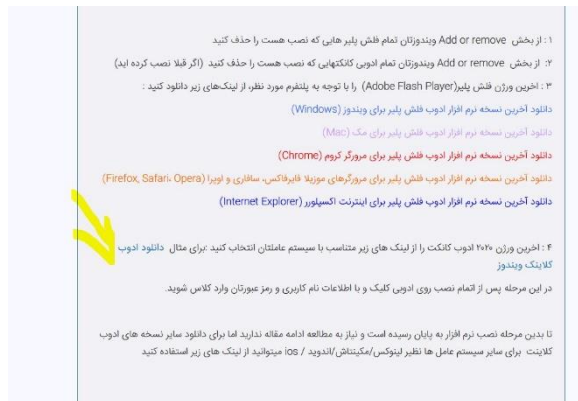 ۱ : از بخش Add or remove ویندوزتان تمام فلش پلیر هایی که نصب هست را حذف کنید
۲: از بخش Add or remove ویندوزتان تمام ادوبی کانکتهایی که نصب هست را حذف کنید (اگر قبلا نصب کرده اید)
۳ : اخرین ورژن فلش پلیر(Adobe Flash Player) را با توجه به پلتفرم مورد نظر، از لینک‌های زیر دانلود کنید :
دانلود آخرین نسخه نرم افزار ادوب فلش پلیر برای ویندوز (Windows)
دانلود آخرین نسخه نرم افزار ادوب فلش پلیر برای مک (Mac)
دانلود آخرین نسخه نرم افزار ادوب فلش پلیر برای مرورگر کروم (Chrome)
دانلود آخرین نسخه نرم افزار ادوب فلش پلیر برای مرورگرهای موزیلا فایرفاکس، سافاری و اوپرا (Firefox, Safari، Opera)
دانلود آخرین نسخه نرم افزار ادوب فلش پلیر برای اینترنت اکسپلورر (Internet Explorer)
۴ : اخرین ورژن ۲۰۲۰ ادوب کانکت را از لینک های زیر متناسب با سیستم عاملتان انتخاب کنید :برای مثال دانلود ادوب
کلاینک ویندوز
در این مرحله پس از اتمام نصب روی ادوبی کلیک و با اطلاعات نام کاربری و رمز عبورتان وارد کلاس شوید.
تا بدین مرحله نصب نرم افزار به پایان رسیده است و نیاز به مطالعه ادامه مقاله ندارید اما برای دانلود سایر نسخه های ادوب
کلاینت برای سایر سیستم عامل ها نظیر لینوکس/مکینتاش/اندوید / ios میتوانید از لینک های زیر استفاده کنید